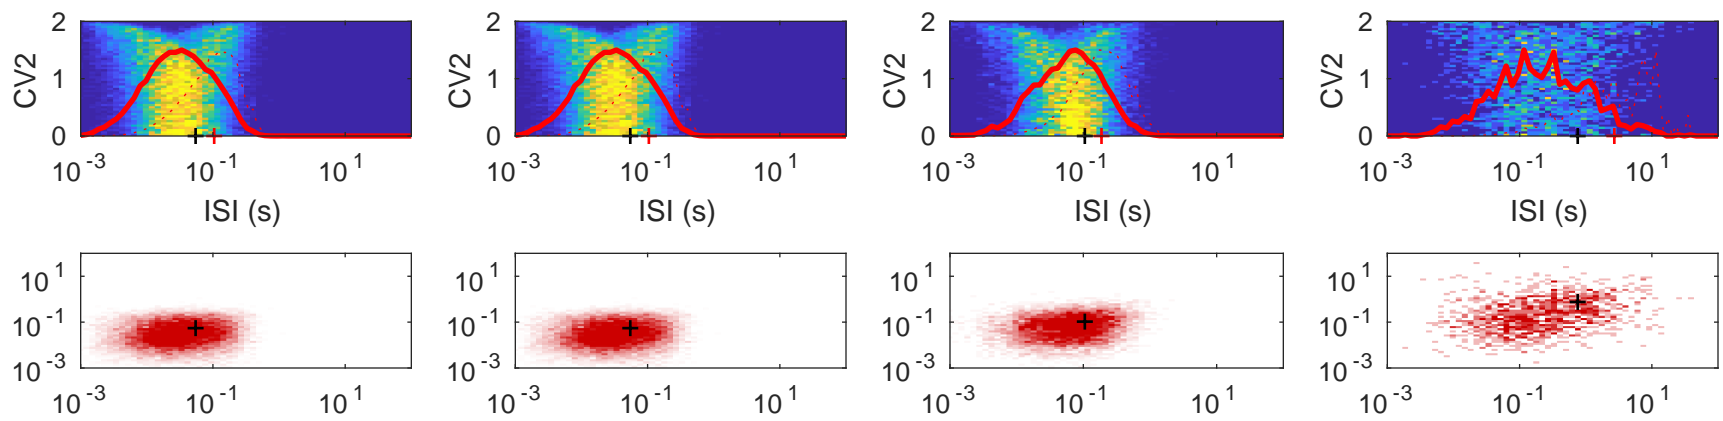 2 2 2 2
CV2 1 CV2 1 CV2 1 CV2 1
0 0 0 0
10^-3 10^-1 10^1 10^-3 10^-1 10^1 10^-3 10^-1 10^1 10^-3 10^-1 10^1
ISI (s) ISI (s) ISI (s) ISI (s)
10^1 10^1 10^1 10^1
10^-1 10^-1 10^-1 10^-1
10^-3 10^-3 10^-3 10^-3
10^-3 10^-1 10^1 10^-3 10^-1 10^1 10^-3 10^-1 10^1 10^-3 10^-1 10^1